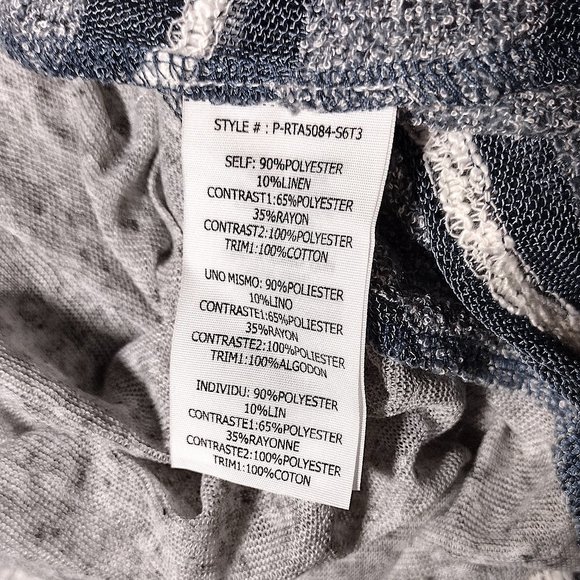 STYLE # : P-RTA5084-S6T3
SELF: 90%POLYESTER
10%LINEN
CONTRAST1:65%POLYESTER
35%RAYON
CONTRAST2:100%POLYESTER
TRIM1:100%COTTON
UNO MISMO: 90%POLIESTER
10%LINO
CONTRASTE1:65%POLIESTER
35%RAYON
CONTRASTE2:100%POLIESTER
TRIM1:100%ALGODON
INDIVIDU: 90%POLYESTER
10%LIN
CONTRASTE1:65%POLYESTER
35%RAYONNE
CONTRASTE2:100%POLYESTER
TRIM1:100%COTON